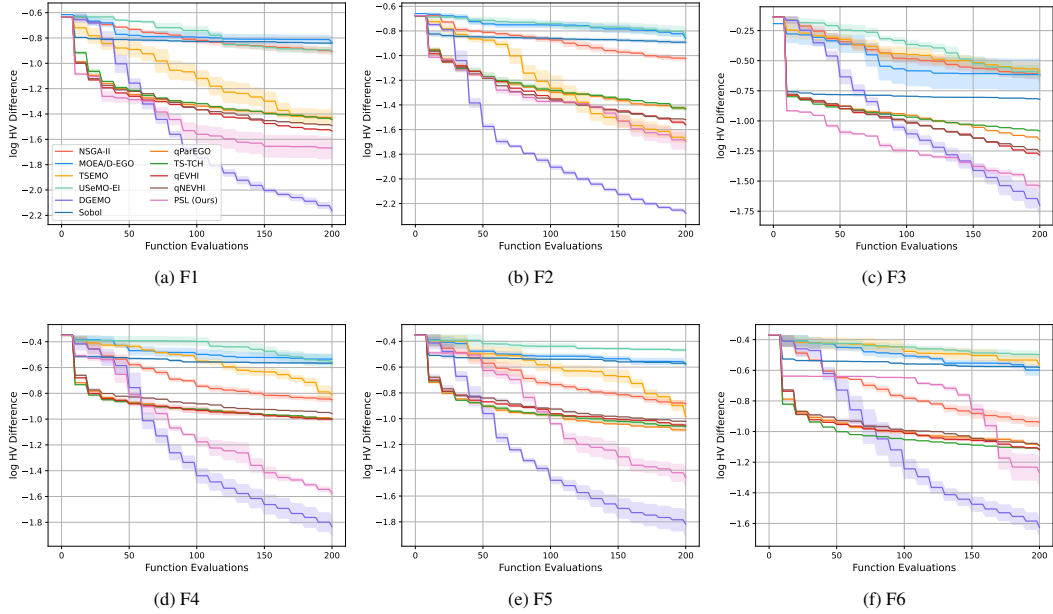 −0.6
−0.8
−1.0
−1.2
−1.4
−1.6
−1.8
−2.0
−2.2
log HV Difference
NSGA-II
MOEA/D-EGO
TSEMO
USeMO-EI
DGEMO
Sobol
qParEGO
TS-TCH
qEVHI
qNEVHI
PSL (Ours)
0 50 100 150 200
Function Evaluations
(a) F1
−0.8
−1.0
−1.2
−1.4
−1.6
−1.8
−2.0
−2.2
log HV Difference
0 50 100 150 200
Function Evaluations
(b) F2
−0.25
−0.50
−0.75
−1.00
−1.25
−1.50
−1.75
log HV Difference
0 50 100 150 200
Function Evaluations
(c) F3
−0.4
−0.6
−0.8
−1.0
−1.2
−1.4
−1.6
−1.8
log HV Difference
0 50 100 150 200
Function Evaluations
(d) F4
−0.4
−0.6
−0.8
−1.0
−1.2
−1.4
−1.6
−1.8
log HV Difference
0 50 100 150 200
Function Evaluations
(e) F5
−0.4
−0.6
−0.8
−1.0
−1.2
−1.4
−1.6
log HV Difference
0 50 100 150 200
Function Evaluations
(f) F6